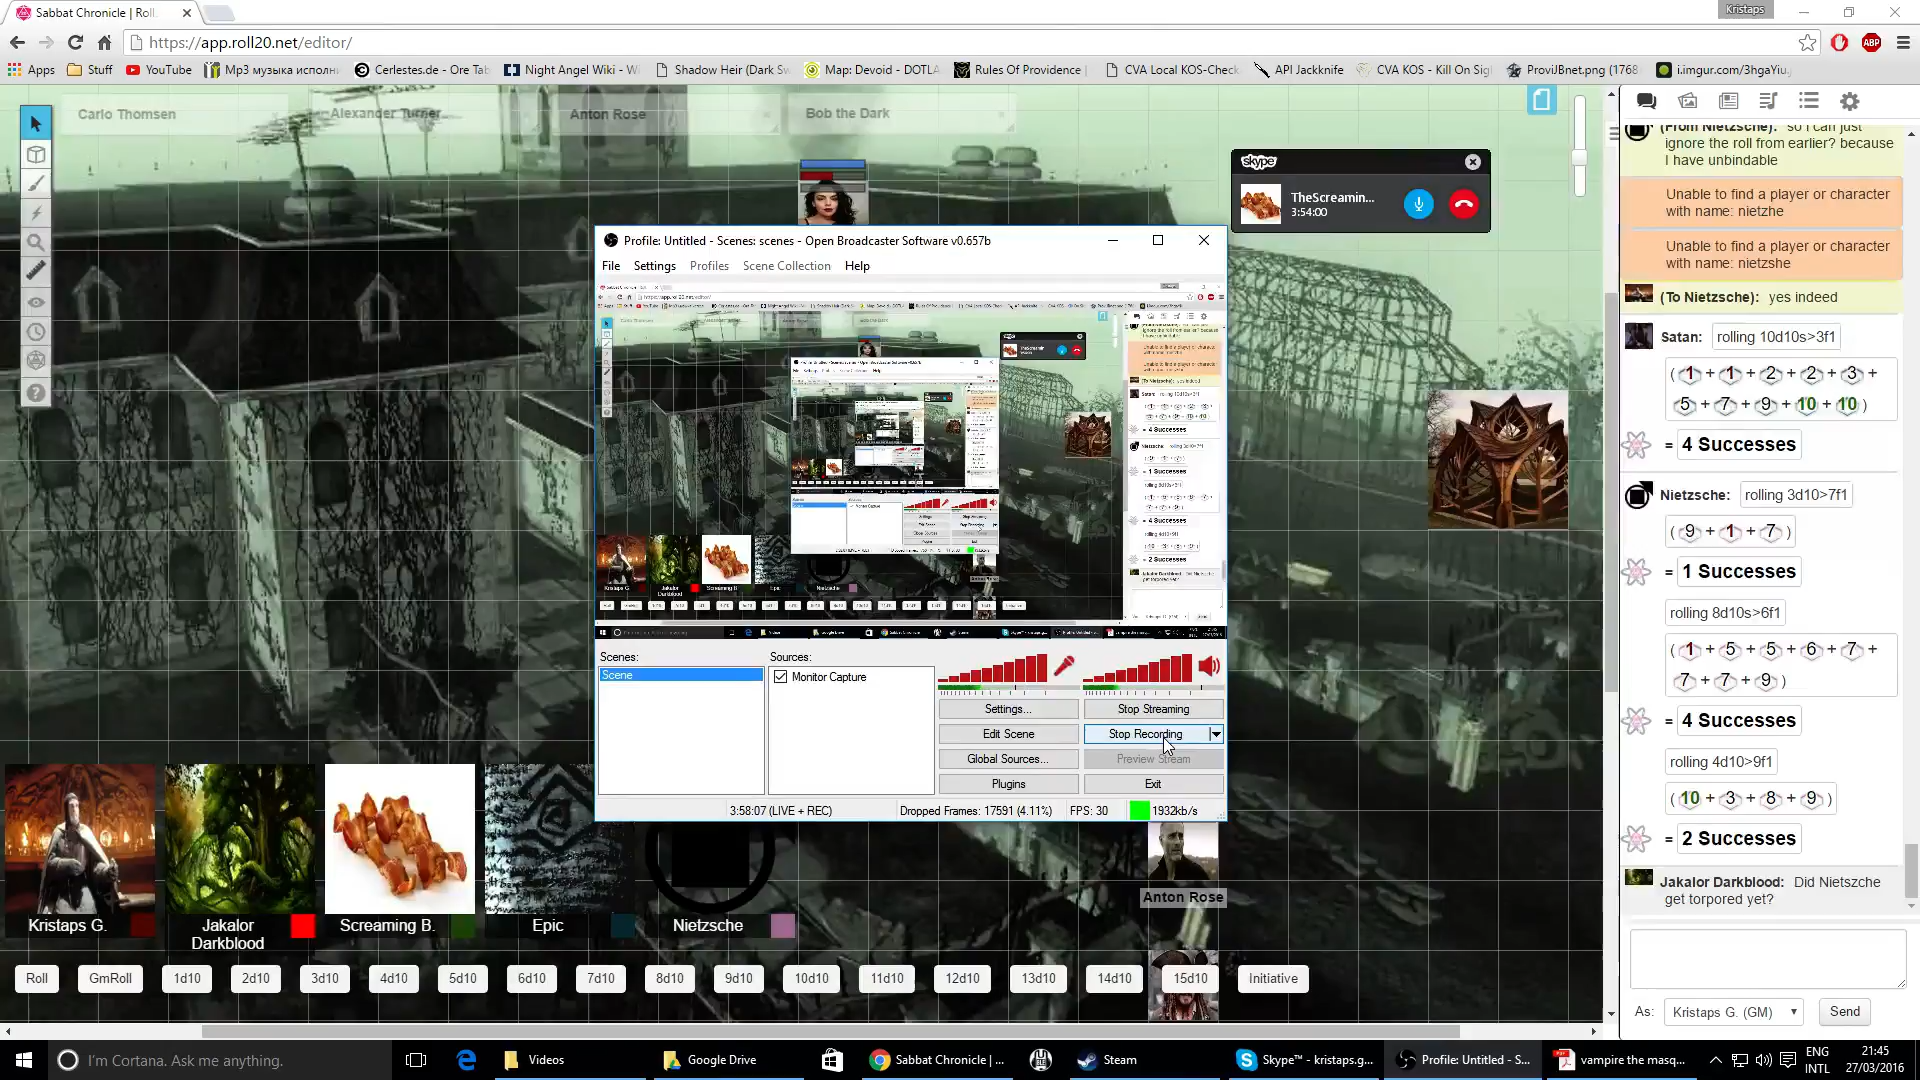 Sabbat Chronicle | Roll
Kristaps
https://app.roll20.net/editor/
Apps
Stuff
YouTube
Mp3 музыка исполни
Cerlestes.de - Ore Tab
Night Angel Wiki - Wi
Shadow Heir (Dark Sw
Map: Devoid - DOTLA
Rules Of Providence |
CVA Local KOS-Check
API Jackknife
CVA KOS - Kill On Sigh
ProviJBnet.png (1768
i.imgur.com/3hgaYiu.
Carlo Thomsen
Alexander Turner
Anton Rose
Bob the Dark
skype
TheScreamin...
3:54:00
Profile: Untitled - Scenes: scenes - Open Broadcaster Software v0.657b
File Settings Profiles Scene Collection Help
Scenes:
Scene
Sources:
Monitor Capture
Settings...
Stop Streaming
Edit Scene
Stop Recording
Global Sources...
Preview Stream
Plugins
Exit
3:58:07 (LIVE + REC)
Dropped Frames: 17591 (4.11%)
FPS: 30
1932kb/s
(From Nietzsche): so I can just
ignore the roll from earlier? because
I have unbindable
Unable to find a player or character
with name: nietzhe
Unable to find a player or character
with name: nietzshe
(To Nietzsche): yes indeed
Satan: rolling 10d10s>3f1
(1 + 1 + 2 + 2 + 3 +
5 + 7 + 9 + 10 + 10)
= 4 Successes
Nietzsche: rolling 3d10>7f1
(9 + 1 + 7)
= 1 Successes
rolling 8d10s>6f1
(1 + 5 + 5 + 6 + 7 +
7 + 7 + 9)
= 4 Successes
rolling 4d10>9f1
(10 + 3 + 8 + 9)
= 2 Successes
Jakalor Darkblood: Did Nietszche
get torpored yet?
As: Kristaps G. (GM)
Send
Kristaps G.
Jakalor
Darkblood
Screaming B.
Epic
Nietzsche
Anton Rose
Roll
GmRoll
1d10
2d10
3d10
4d10
5d10
6d10
7d10
8d10
9d10
10d10
11d10
12d10
13d10
14d10
15d10
Initiative
I'm Cortana. Ask me anything.
Videos
Google Drive
Sabbat Chronicle | ...
Steam
Skype™ - kristaps.g...
Profile: Untitled - S...
vampire the masq...
ENG
INTL
21:45
27/03/2016